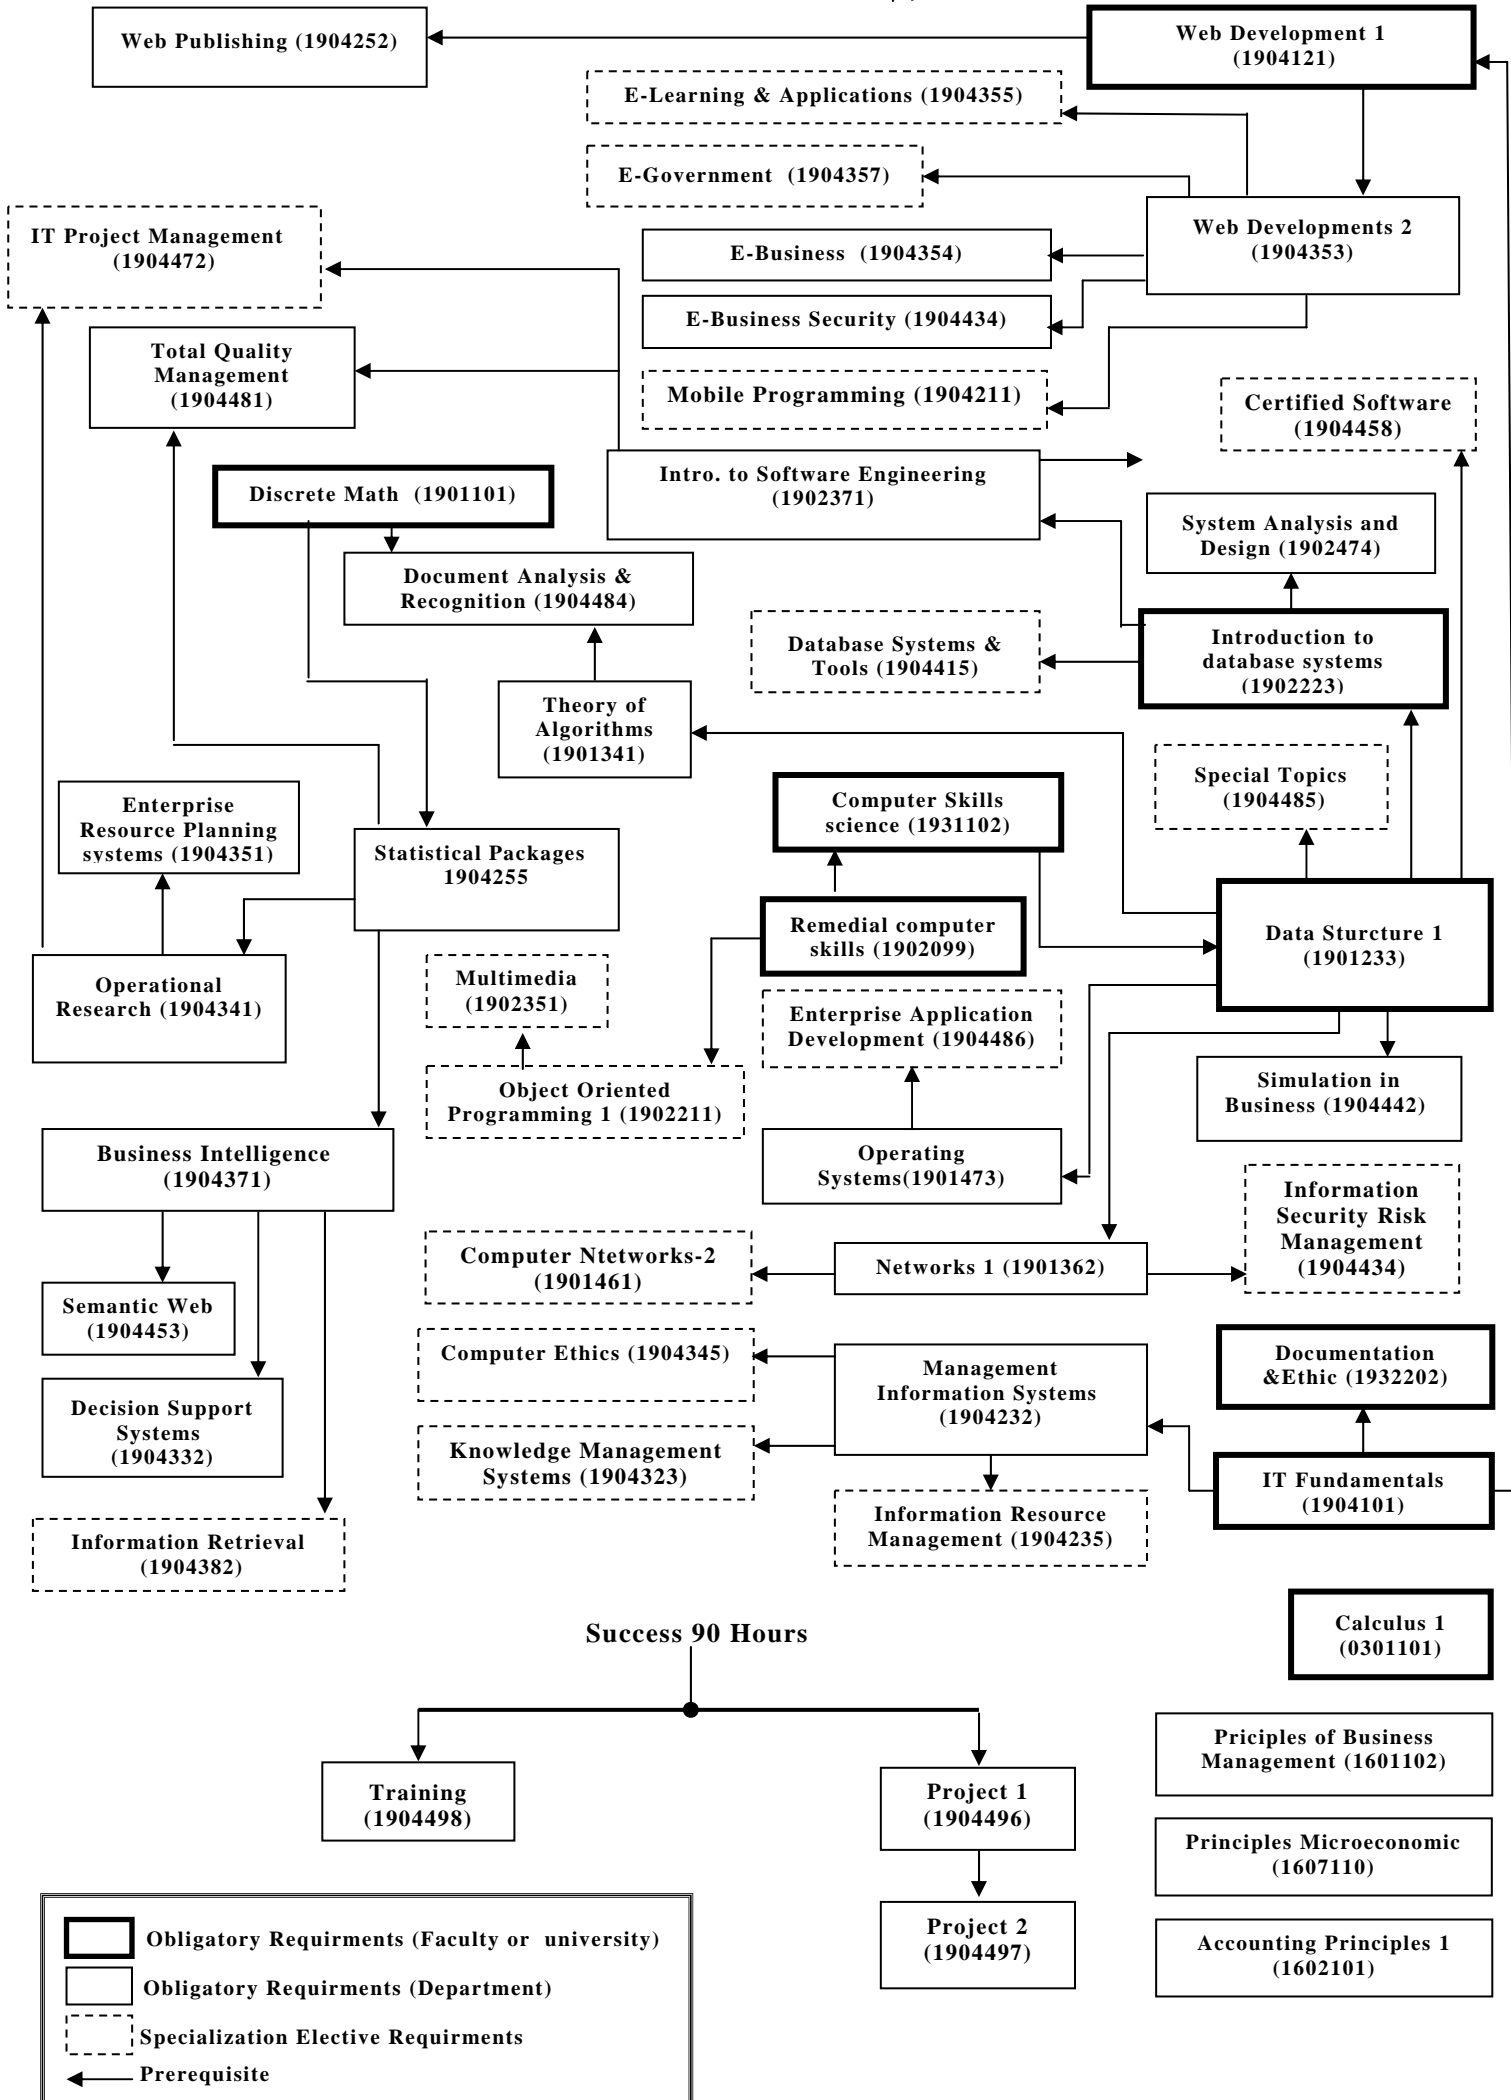 Web Publishing (1904252)
Web Development 1
(1904121)
E-Learning & Applications (1904355)
E-Government (1904357)
IT Project Management
(1904472)
Web Developments 2
(1904353)
E-Business (1904354)
E-Business Security (1904434)
Total Quality
Management
(1904481)
Mobile Programming (1904211)
Certified Software
(1904458)
Discrete Math (1901101)
Intro. to Software Engineering
(1902371)
System Analysis and
Design (1902474)
Document Analysis &
Recognition (1904484)
Database Systems &
Tools (1904415)
Introduction to
database systems
(1902223)
Theory of
Algorithms
(1901341)
Special Topics
(1904485)
Enterprise
Resource Planning
systems (1904351)
Computer Skills
science (1931102)
Statistical Packages
1904255
Remedial computer
skills (1902099)
Data Sturcture 1
(1901233)
Operational
Research (1904341)
Multimedia
(1902351)
Enterprise Application
Development (1904486)
Object Oriented
Programming 1 (1902211)
Simulation in
Business (1904442)
Business Intelligence
(1904371)
Operating
Systems(1901473)
Information
Security Risk
Management
(1904434)
Computer Ntetworks-2
(1901461)
Networks 1 (1901362)
Semantic Web
(1904453)
Computer Ethics (1904345)
Management
Information Systems
(1904232)
Documentation
&Ethic (1932202)
Decision Support
Systems
(1904332)
Knowledge Management
Systems (1904323)
IT Fundamentals
(1904101)
Information Retrieval
(1904382)
Information Resource
Management (1904235)
Success 90 Hours
Calculus 1
(0301101)
Training
(1904498)
Project 1
(1904496)
Priciples of Business
Management (1601102)
Principles Microeconomic
(1607110)
Project 2
(1904497)
Accounting Principles 1
(1602101)
Obligatory Requirments (Faculty or university)
Obligatory Requirments (Department)
Specialization Elective Requirments
Prerequisite